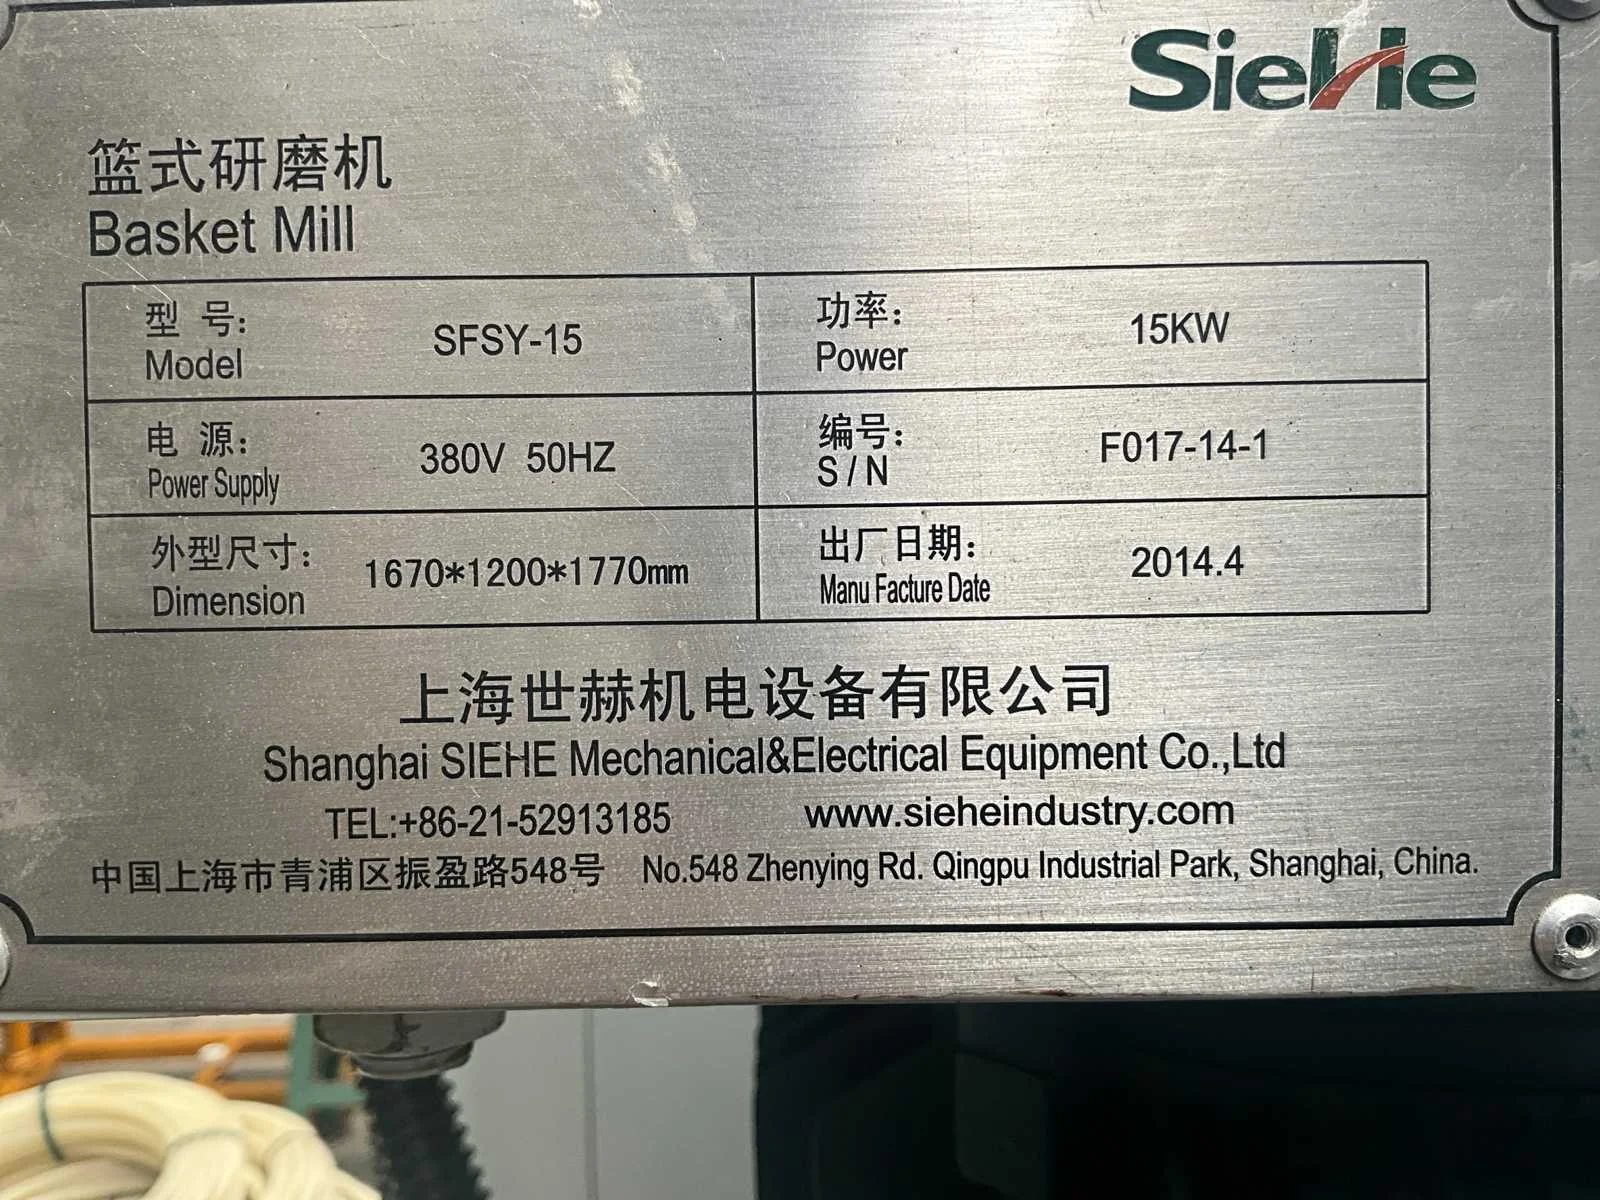 SieHe
篮式研磨机
Basket Mill
型 号:
Model
SFSY-15
功率:
Power
15KW
电 源:
Power Supply
380V 50HZ
编号:
S/N
F017-14-1
外型尺寸:
Dimension
1670*1200*1770mm
出厂日期:
Manu Facture Date
2014.4
上海世赫机电设备有限公司
Shanghai SIEHE Mechanical&Electrical Equipment Co.,Ltd
TEL:+86-21-52913185 www.sieheindustry.com
中国上海市青浦区振盈路548号 No.548 Zhenying Rd. Qingpu Industrial Park, Shanghai, China.